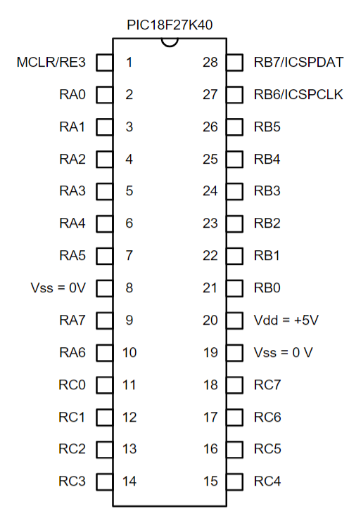 PIC18F27K40
MCLR/RE3 1 28 RB7/ICSPDAT
RA0 2 27 RB6/ICSPCLK
RA1 3 26 RB5
RA2 4 25 RB4
RA3 5 24 RB3
RA4 6 23 RB2
RA5 7 22 RB1
Vss = 0V 8 21 RB0
RA7 9 20 Vdd = +5V
RA6 10 19 Vss = 0 V
RC0 11 18 RC7
RC1 12 17 RC6
RC2 13 16 RC5
RC3 14 15 RC4